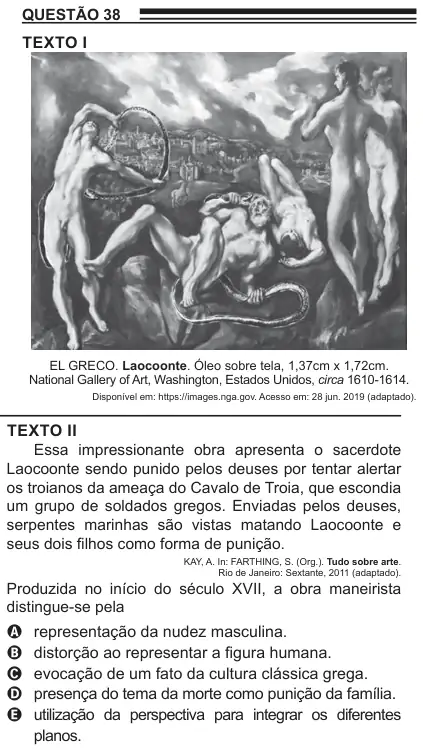 QUESTÃO 38
TEXTO I
EL GRECO. Laocoonte. Óleo sobre tela, 1,37cm x 1,72cm.
National Gallery of Art, Washington, Estados Unidos, circa 1610-1614.
Disponível em: https://images.nga.gov. Acesso em: 28 jun. 2019 (adaptado).
TEXTO II
Essa impressionante obra apresenta o sacerdote
Laocoonte sendo punido pelos deuses por tentar alertar
os troianos da ameaça do Cavalo de Troia, que escondia
um grupo de soldados gregos. Enviadas pelos deuses,
serpentes marinhas são vistas matando Laocoonte e
seus dois filhos como forma de punição.
KAY, A. In: FARTHING, S. (Org.). Tudo sobre arte.
Rio de Janeiro: Sextante, 2011 (adaptado).
Produzida no início do século XVII, a obra maneirista
distingue-se pela
A representação da nudez masculina.
B distorção ao representar a figura humana.
C evocação de um fato da cultura clássica grega.
D presença do tema da morte como punição da família.
E utilização da perspectiva para integrar os diferentes
planos.